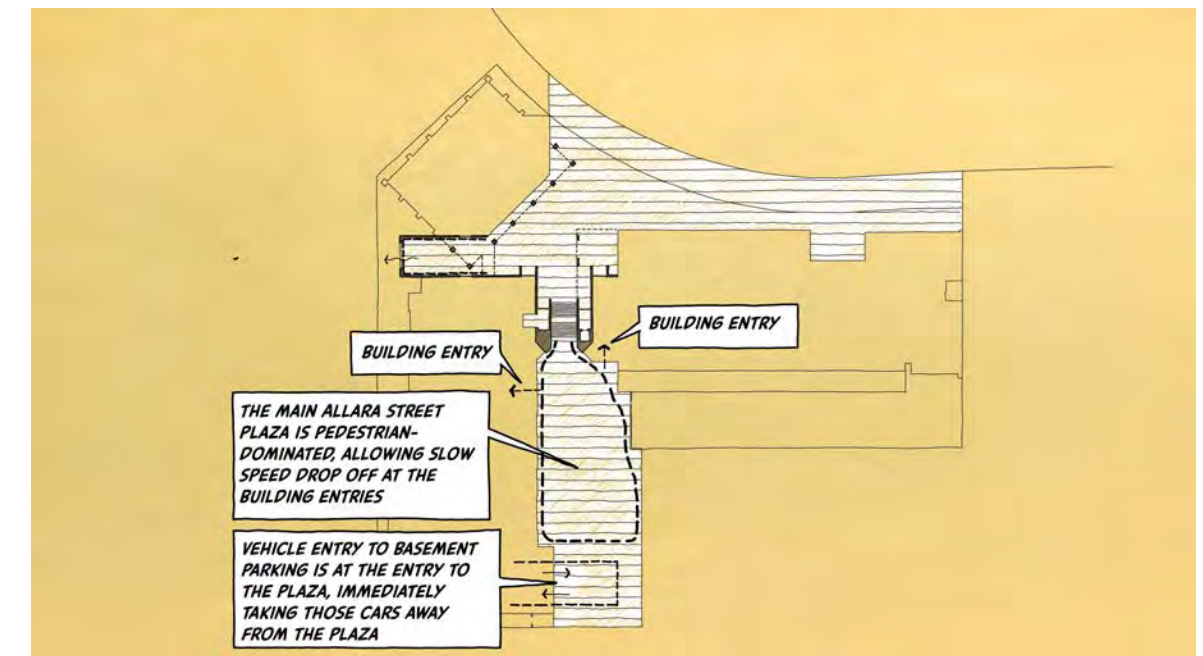 BUILDING ENTRY
BUILDING ENTRY
THE MAIN ALLARA STREET
PLAZA IS PEDESTRIAN-
DOMINATED, ALLOWING SLOW
SPEED DROP OFF AT THE
BUILDING ENTRIES
VEHICLE ENTRY TO BASEMENT
PARKING IS AT THE ENTRY TO
THE PLAZA, IMMEDIATELY
TAKING THOSE CARS AWAY
FROM THE PLAZA